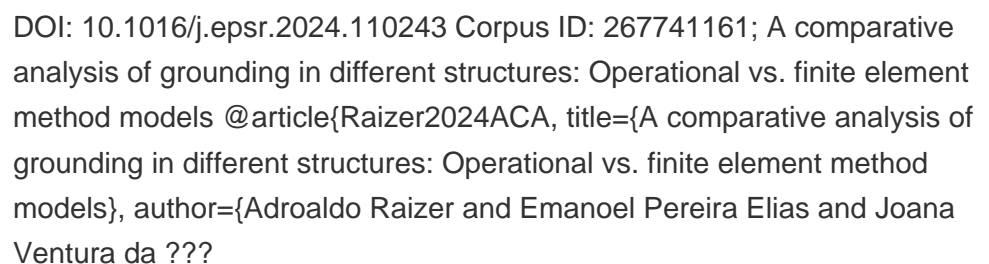 DOI: 10.1016/j.epsr.2024.110243 Corpus ID: 267741161; A comparative
analysis of grounding in different structures: Operational vs. finite element
method models @article{Raizer2024ACA, title={A comparative analysis of
grounding in different structures: Operational vs. finite element method
models}, author={Adroaldo Raizer and Emanoel Pereira Elias and Joana
Ventura da ???